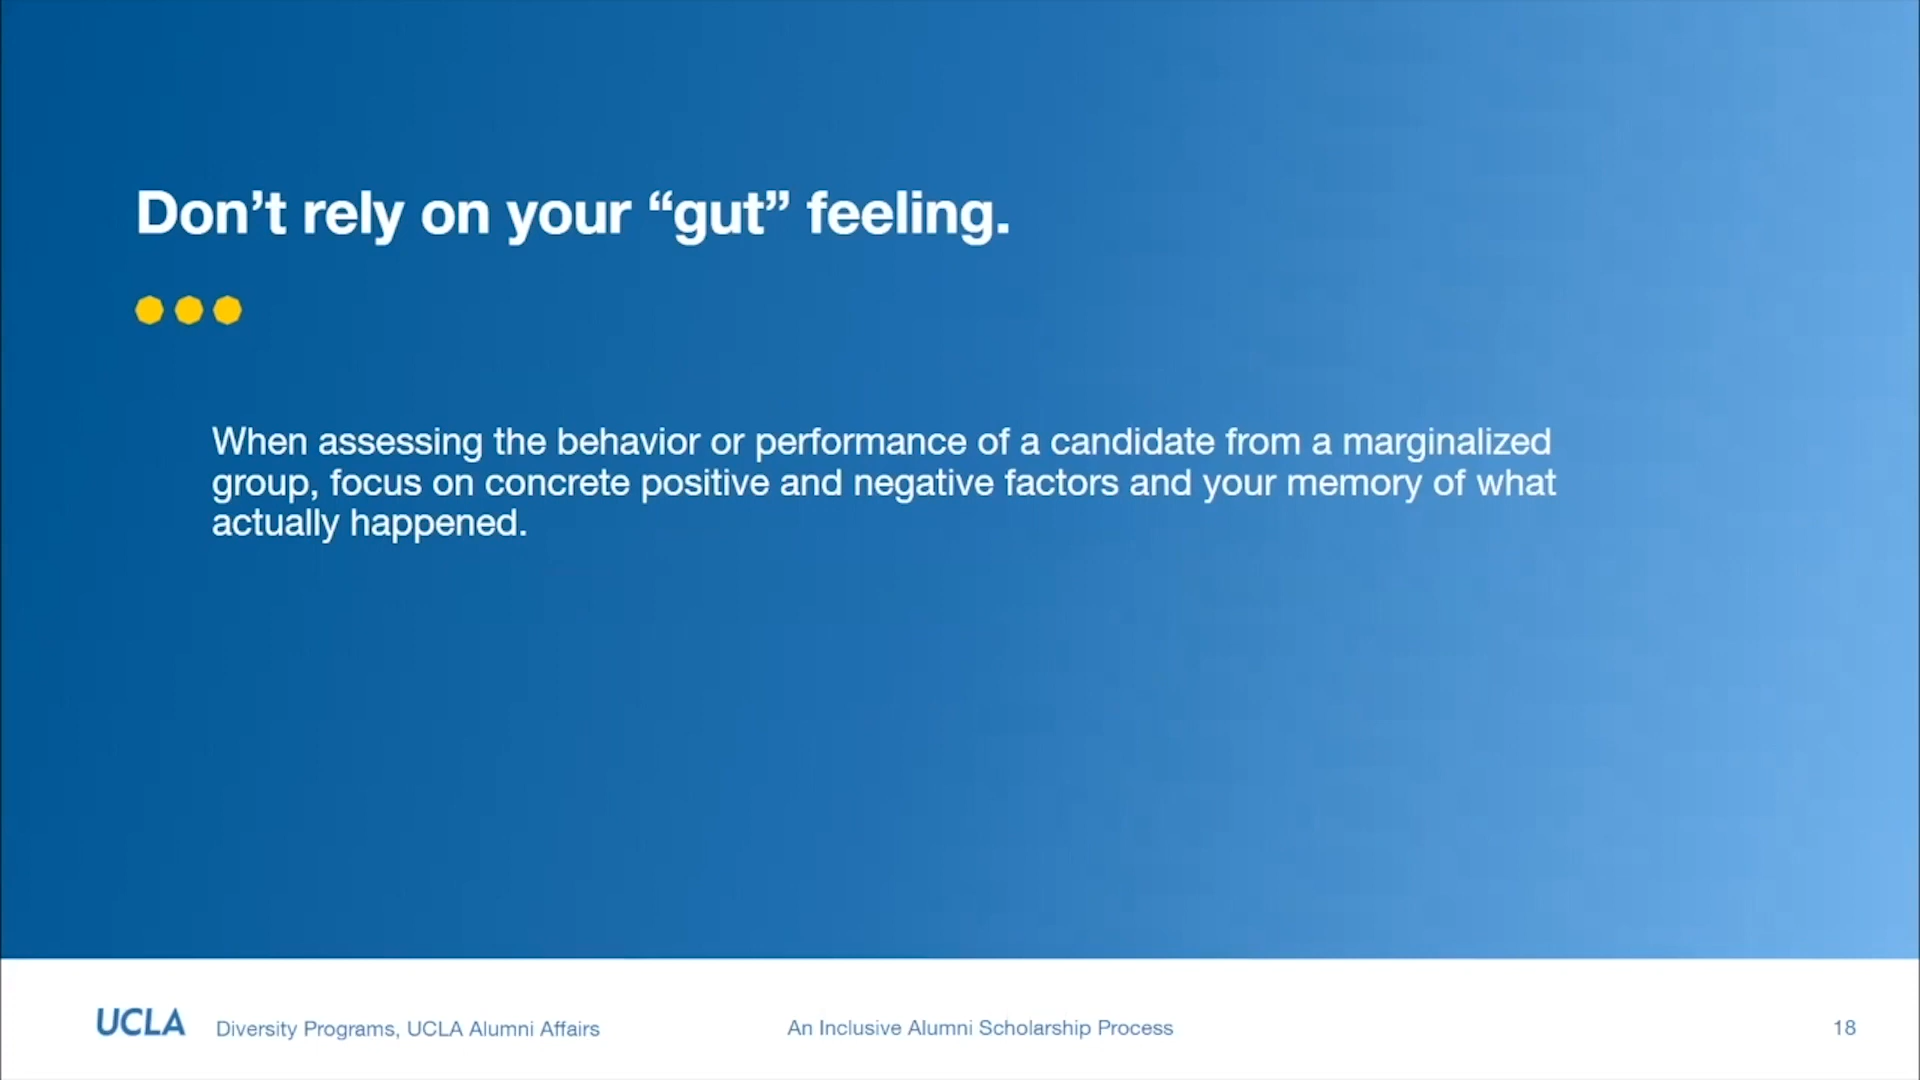 Don’t rely on your “gut” feeling.
When assessing the behavior or performance of a candidate from a marginalized
group, focus on concrete positive and negative factors and your memory of what
actually happened.
UCLA Diversity Programs, UCLA Alumni Affairs An Inclusive Alumni Scholarship Process 18